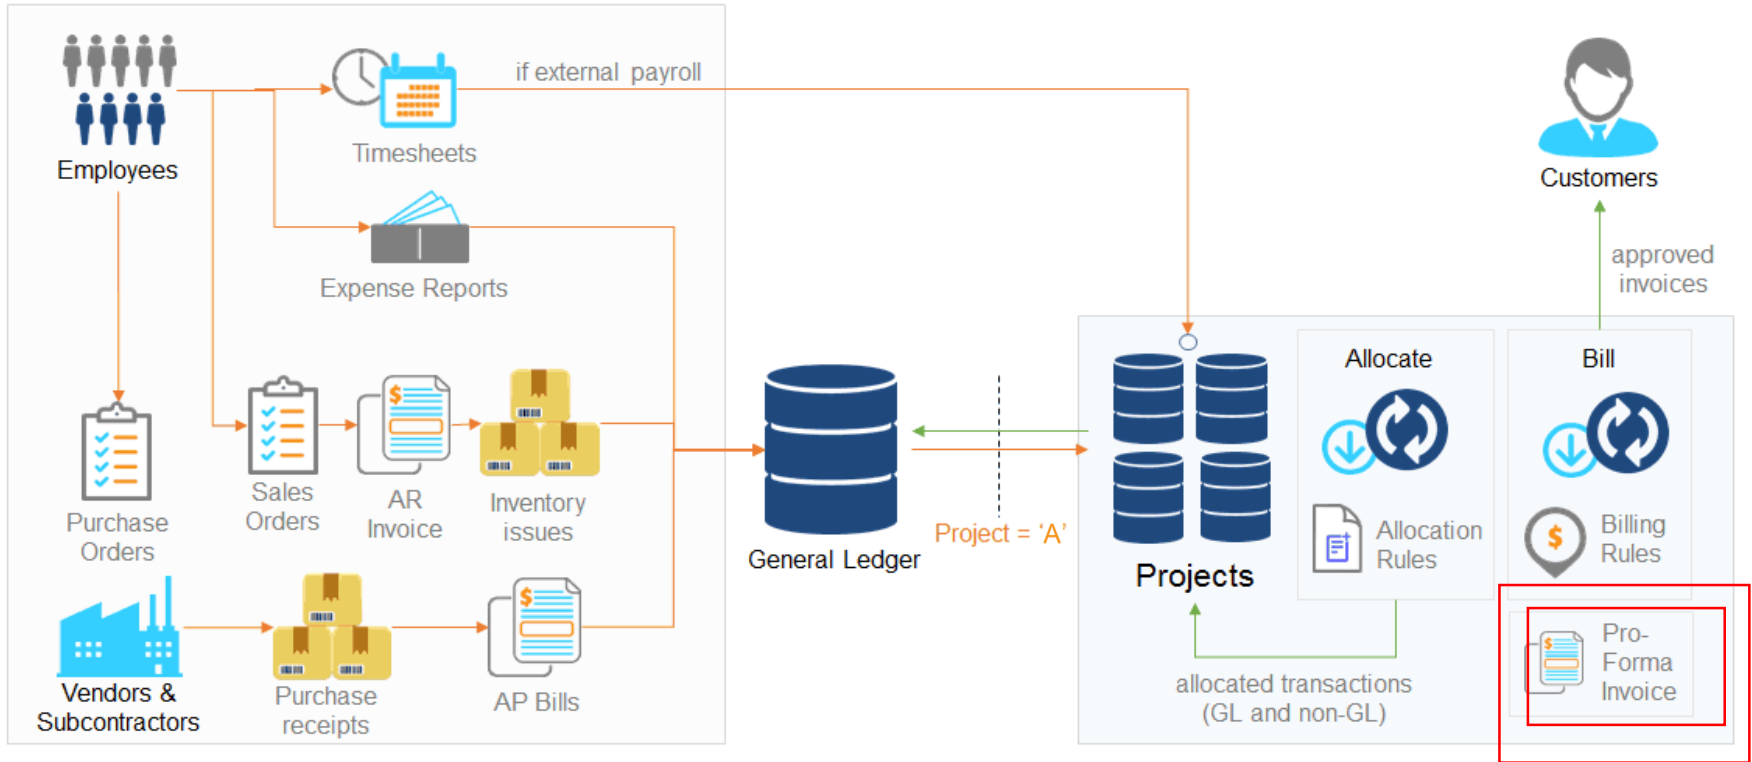 if external payroll
Timesheets
Employees
Customers
approved
invoices
Expense Reports
Allocate
Bill
Sales
Orders
AR
Invoice
Inventory
issues
Purchase
Orders
General Ledger
Project = ‘A’
Projects
Allocation
Rules
Billing
Rules
Pro-
Forma
Invoice
Vendors &
Subcontractors
Purchase
receipts
AP Bills
allocated transactions
(GL and non-GL)